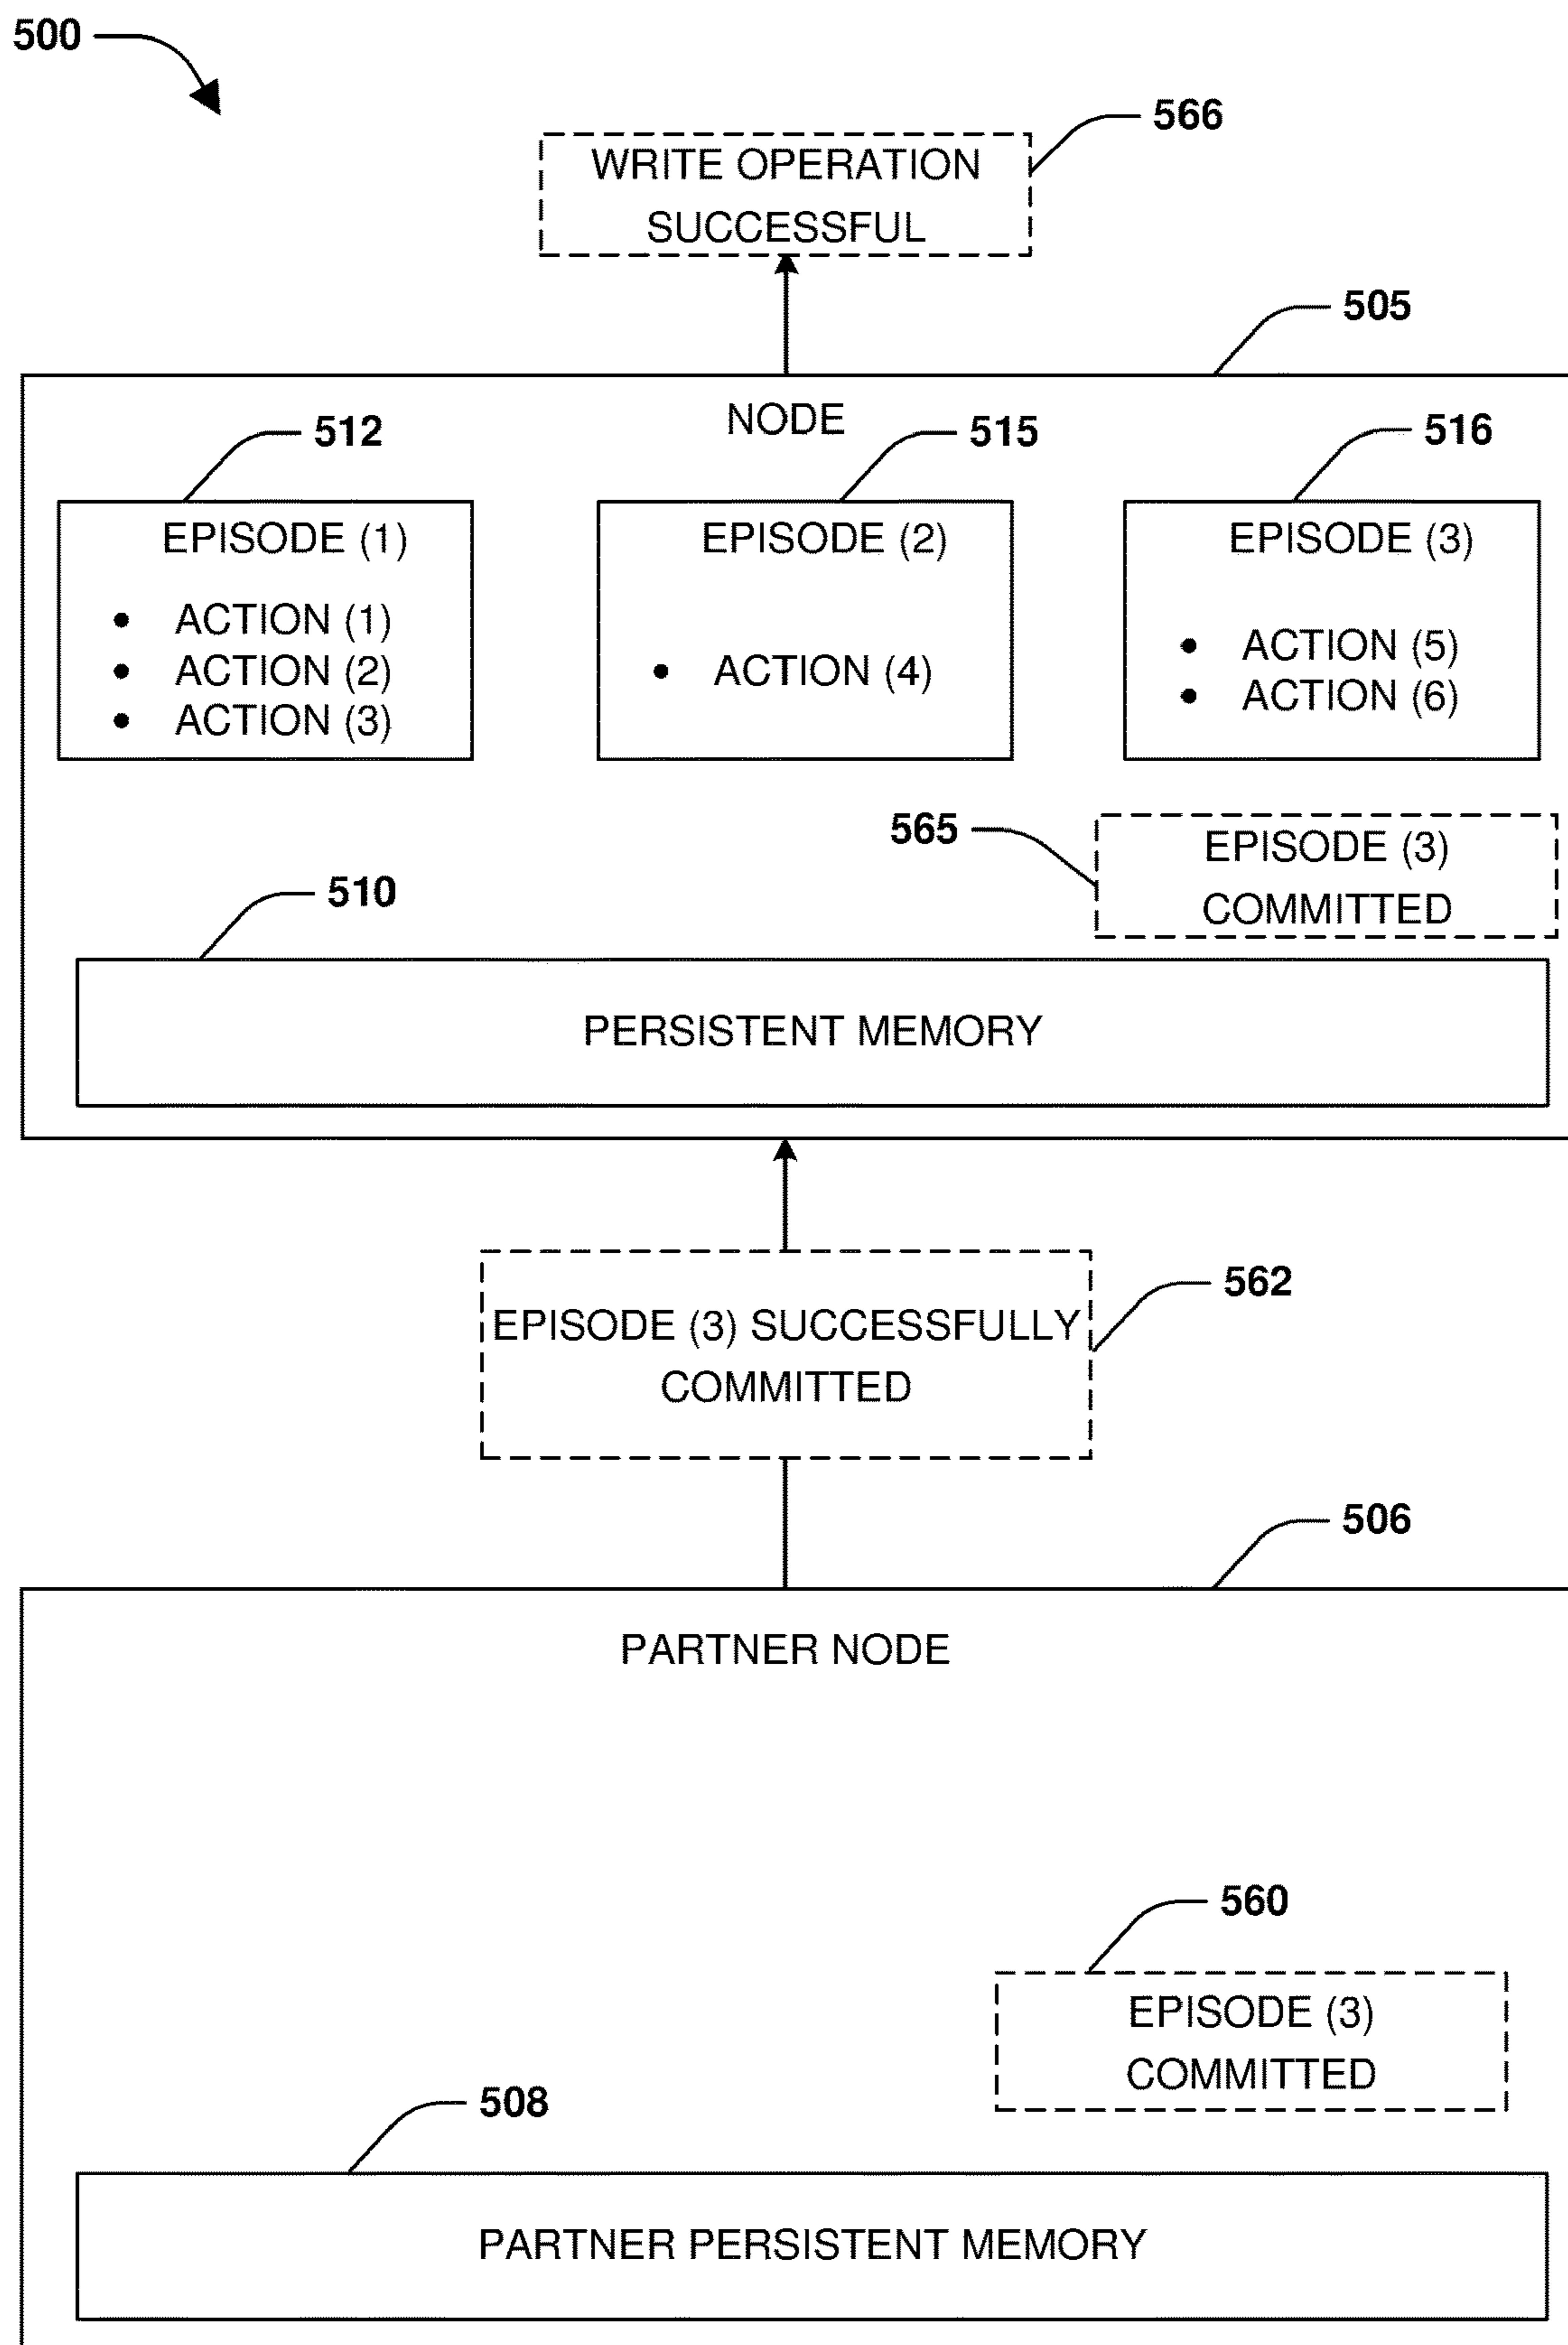 500
566
WRITE OPERATION
SUCCESSFUL
505
NODE
512
515
516
EPISODE (1)
• ACTION (1)
• ACTION (2)
• ACTION (3)
EPISODE (2)
• ACTION (4)
EPISODE (3)
• ACTION (5)
• ACTION (6)
565
EPISODE (3)
COMMITTED
510
PERSISTENT MEMORY
562
EPISODE (3) SUCCESSFULLY
COMMITTED
506
PARTNER NODE
560
EPISODE (3)
COMMITTED
508
PARTNER PERSISTENT MEMORY